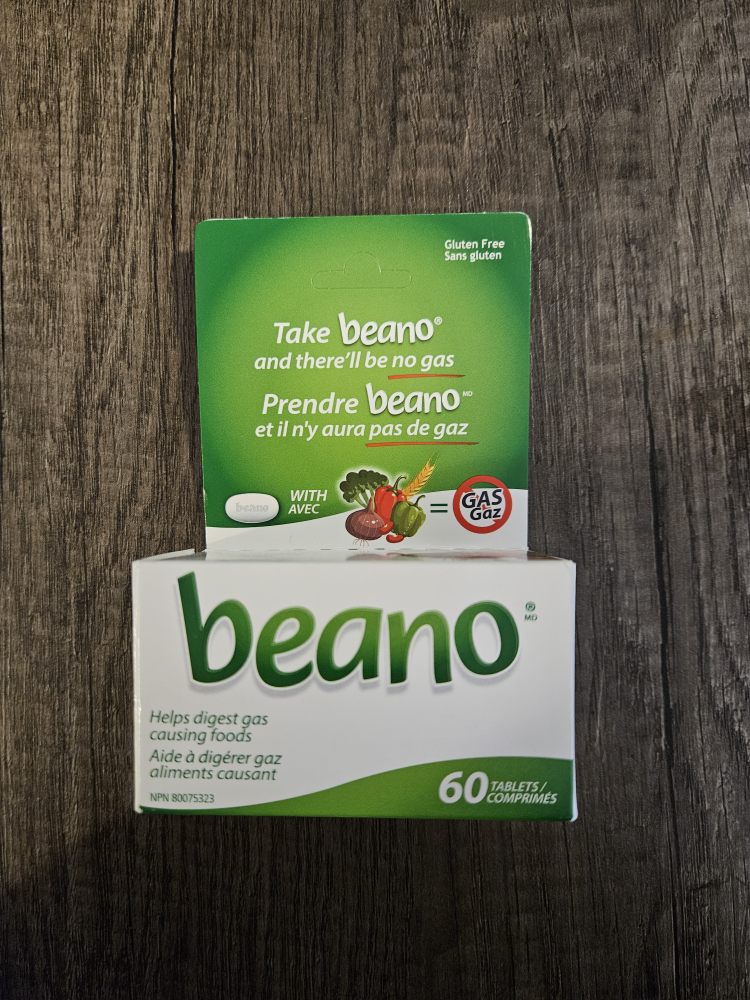 Gluten Free
Sans gluten
Take beano®
and there'll be no gas
Prendre beano MD
et il n'y aura pas de gaz
beano
WITH
AVEC
=
GAS
Gaz
beano®
MD
Helps digest gas
causing foods
Aide à digérer gaz
aliments causant
NPN 80075323
60 TABLETS /
COMPRIMÉS